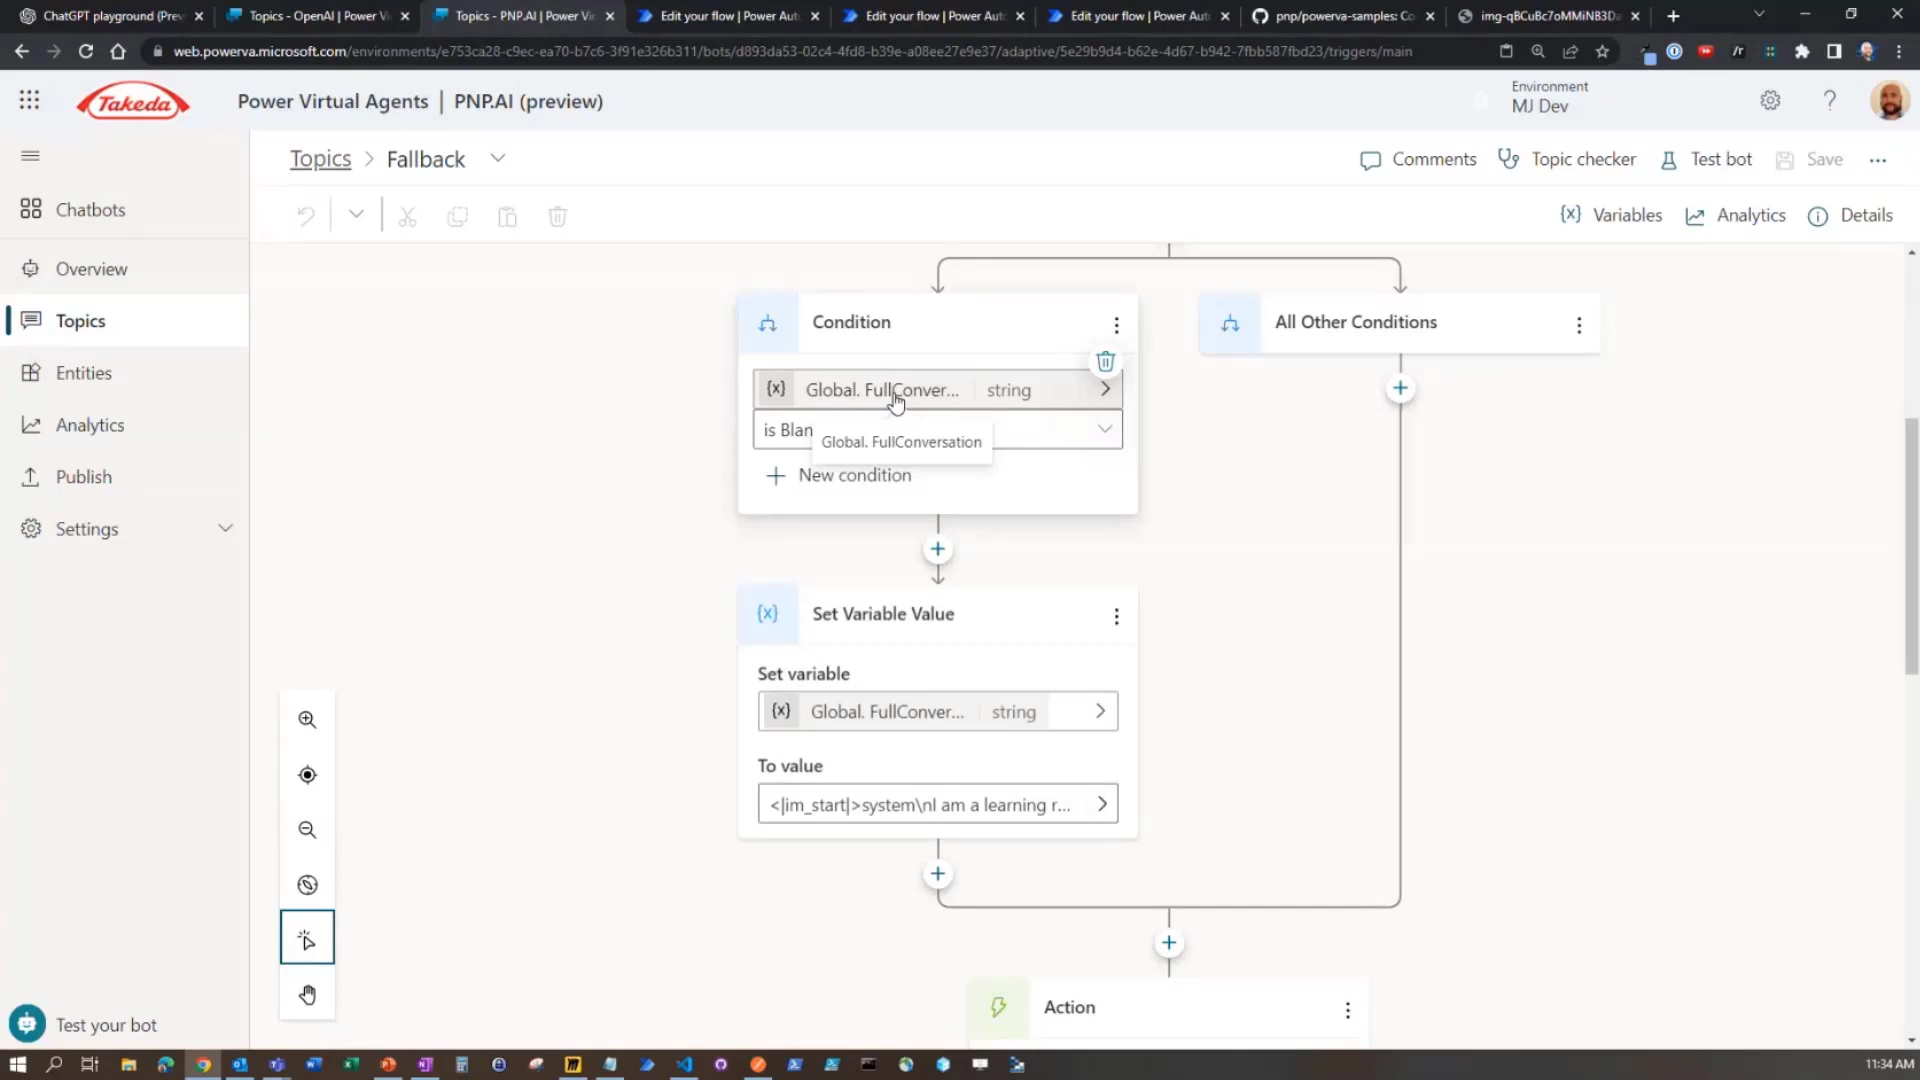 ChatGPT playground (Prev
Topics - OpenAI | Power Vi
Topics - PNP.AI | Power Vi
Edit your flow | Power Aut
Edit your flow | Power Aut
Edit your flow | Power Aut
pnp/powerva-samples: Co
img-qBCuBc7oMMiNB3D
web.powerva.microsoft.com/environments/e753ca28-c9ec-ea70-b7c6-3f91e326b311/bots/d893da53-02c4-4fd8-b39e-a08ee27e9e37/adaptive/5e29b9d4-b62e-4d67-b942-7fbb587fbd23/triggers/main
Takeda
Power Virtual Agents | PNP.AI (preview)
Environment
MJ Dev
Topics > Fallback
Comments
Topic checker
Test bot
Save
{x} Variables
Analytics
Details
Chatbots
Overview
Topics
Entities
Analytics
Publish
Settings
Test your bot
Condition
{x} Global. FullConver... string
is Blan
Global. FullConversation
New condition
All Other Conditions
{x} Set Variable Value
Set variable
{x} Global. FullConver... string
To value
<|im_start|>system\nI am a learning r...
Action
11:34 AM